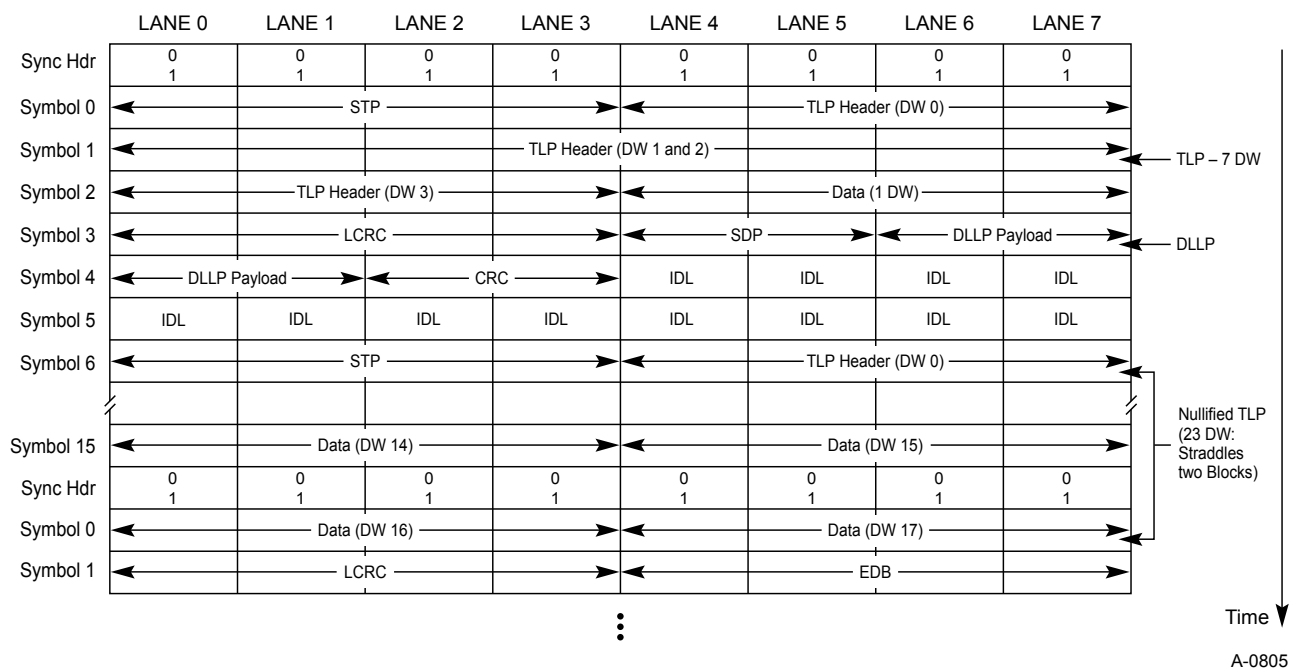 LANE 0 LANE 1 LANE 2 LANE 3 LANE 4 LANE 5 LANE 6 LANE 7
Sync Hdr 0 0 0 0 0 0 0 0
1 1 1 1 1 1 1 1
Symbol 0 STP TLP Header (DW 0)
Symbol 1 TLP Header (DW 1 and 2)
TLP – 7 DW
Symbol 2 TLP Header (DW 3) Data (1 DW)
Symbol 3 LCRC SDP DLLP Payload
DLLP
Symbol 4 DLLP Payload CRC IDL IDL IDL IDL
Symbol 5 IDL IDL IDL IDL IDL IDL IDL IDL
Symbol 6 STP TLP Header (DW 0)
Nullified TLP
(23 DW:
Straddles
two Blocks)
Symbol 15 Data (DW 14) Data (DW 15)
Sync Hdr 0 0 0 0 0 0 0 0
1 1 1 1 1 1 1 1
Symbol 0 Data (DW 16) Data (DW 17)
Symbol 1 LCRC EDB
Time
A-0805